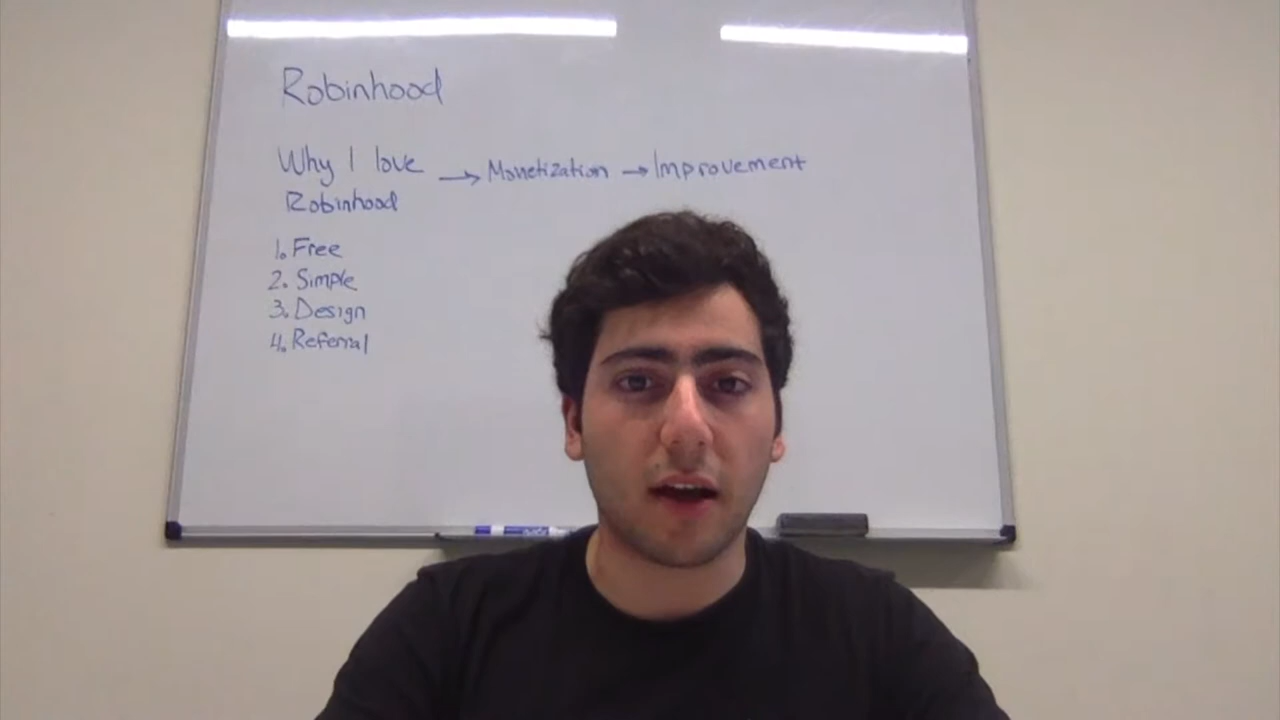 Robinhood
Why I love → Monetization → Improvement
Robinhood
1. Free
2. Simple
3. Design
4. Referral